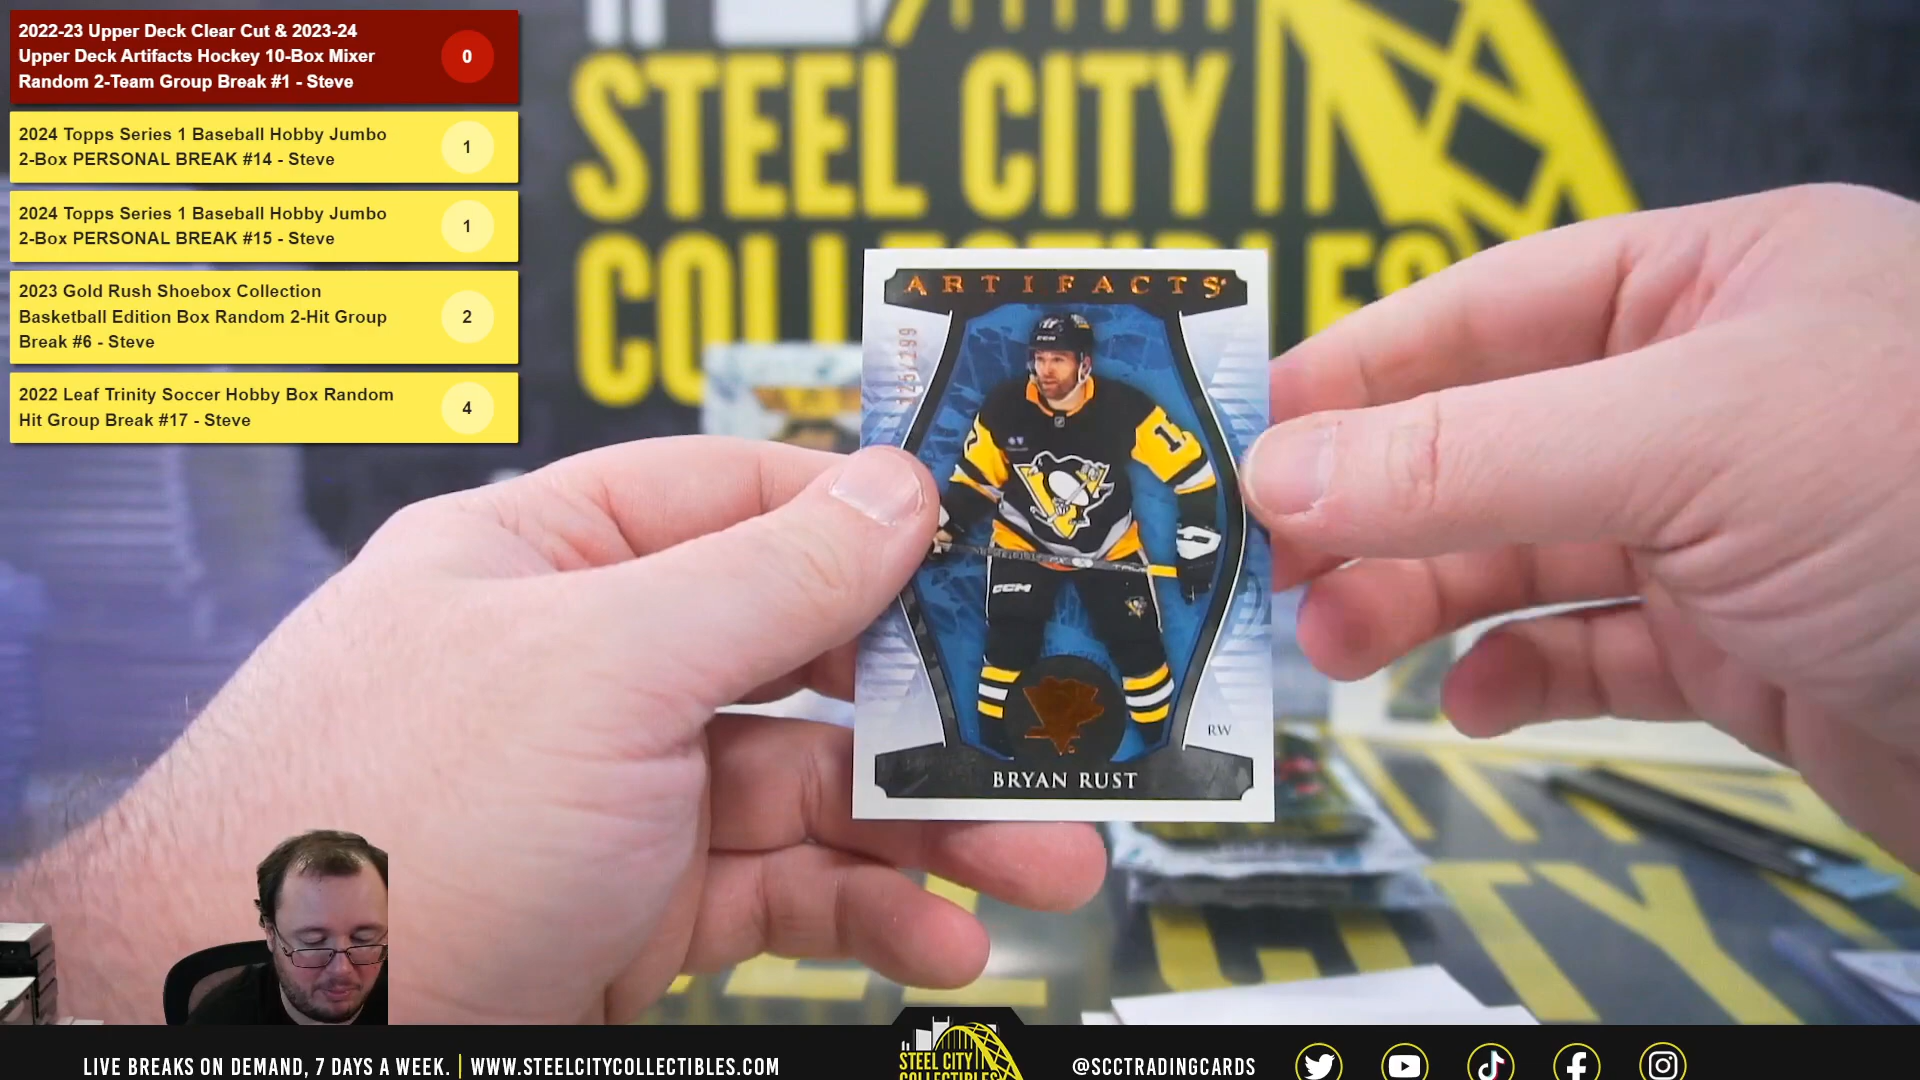 2022-23 Upper Deck Clear Cut & 2023-24
Upper Deck Artifacts Hockey 10-Box Mixer
Random 2-Team Group Break #1 - Steve
0
2024 Topps Series 1 Baseball Hobby Jumbo
2-Box PERSONAL BREAK #14 - Steve
1
2024 Topps Series 1 Baseball Hobby Jumbo
2-Box PERSONAL BREAK #15 - Steve
1
2023 Gold Rush Shoebox Collection
Basketball Edition Box Random 2-Hit Group
Break #6 - Steve
2
2022 Leaf Trinity Soccer Hobby Box Random
Hit Group Break #17 - Steve
4
STEEL CITY
ARTIFACTS
CCM
RW
BRYAN RUST
CITY
LIVE BREAKS ON DEMAND, 7 DAYS A WEEK. | WWW.STEELCITYCOLLECTIBLES.COM
STEEL CITY
COLLECTIBLES
@SCCTRADINGCARDS